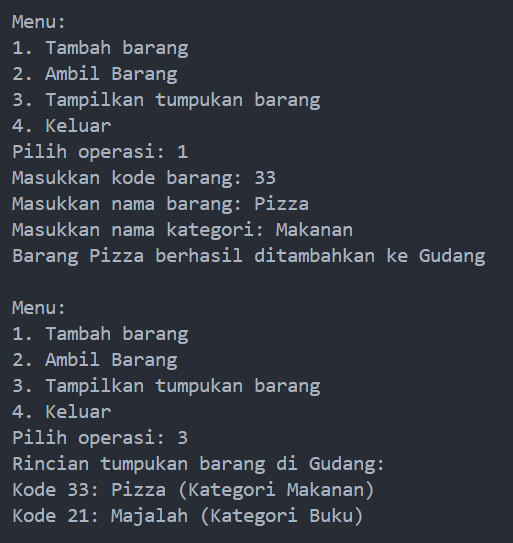 Menu:
1. Tambah barang
2. Ambil Barang
3. Tampilkan tumpukan barang
4. Keluar
Pilih operasi: 1
Masukkan kode barang: 33
Masukkan nama barang: Pizza
Masukkan nama kategori: Makanan
Barang Pizza berhasil ditambahkan ke Gudang

Menu:
1. Tambah barang
2. Ambil Barang
3. Tampilkan tumpukan barang
4. Keluar
Pilih operasi: 3
Rincian tumpukan barang di Gudang:
Kode 33: Pizza (Kategori Makanan)
Kode 21: Majalah (Kategori Buku)